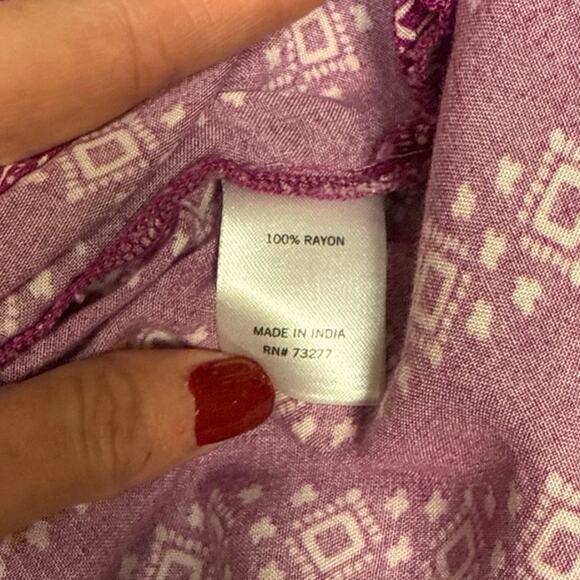 100% RAYON
MADE IN INDIA
RN# 73277